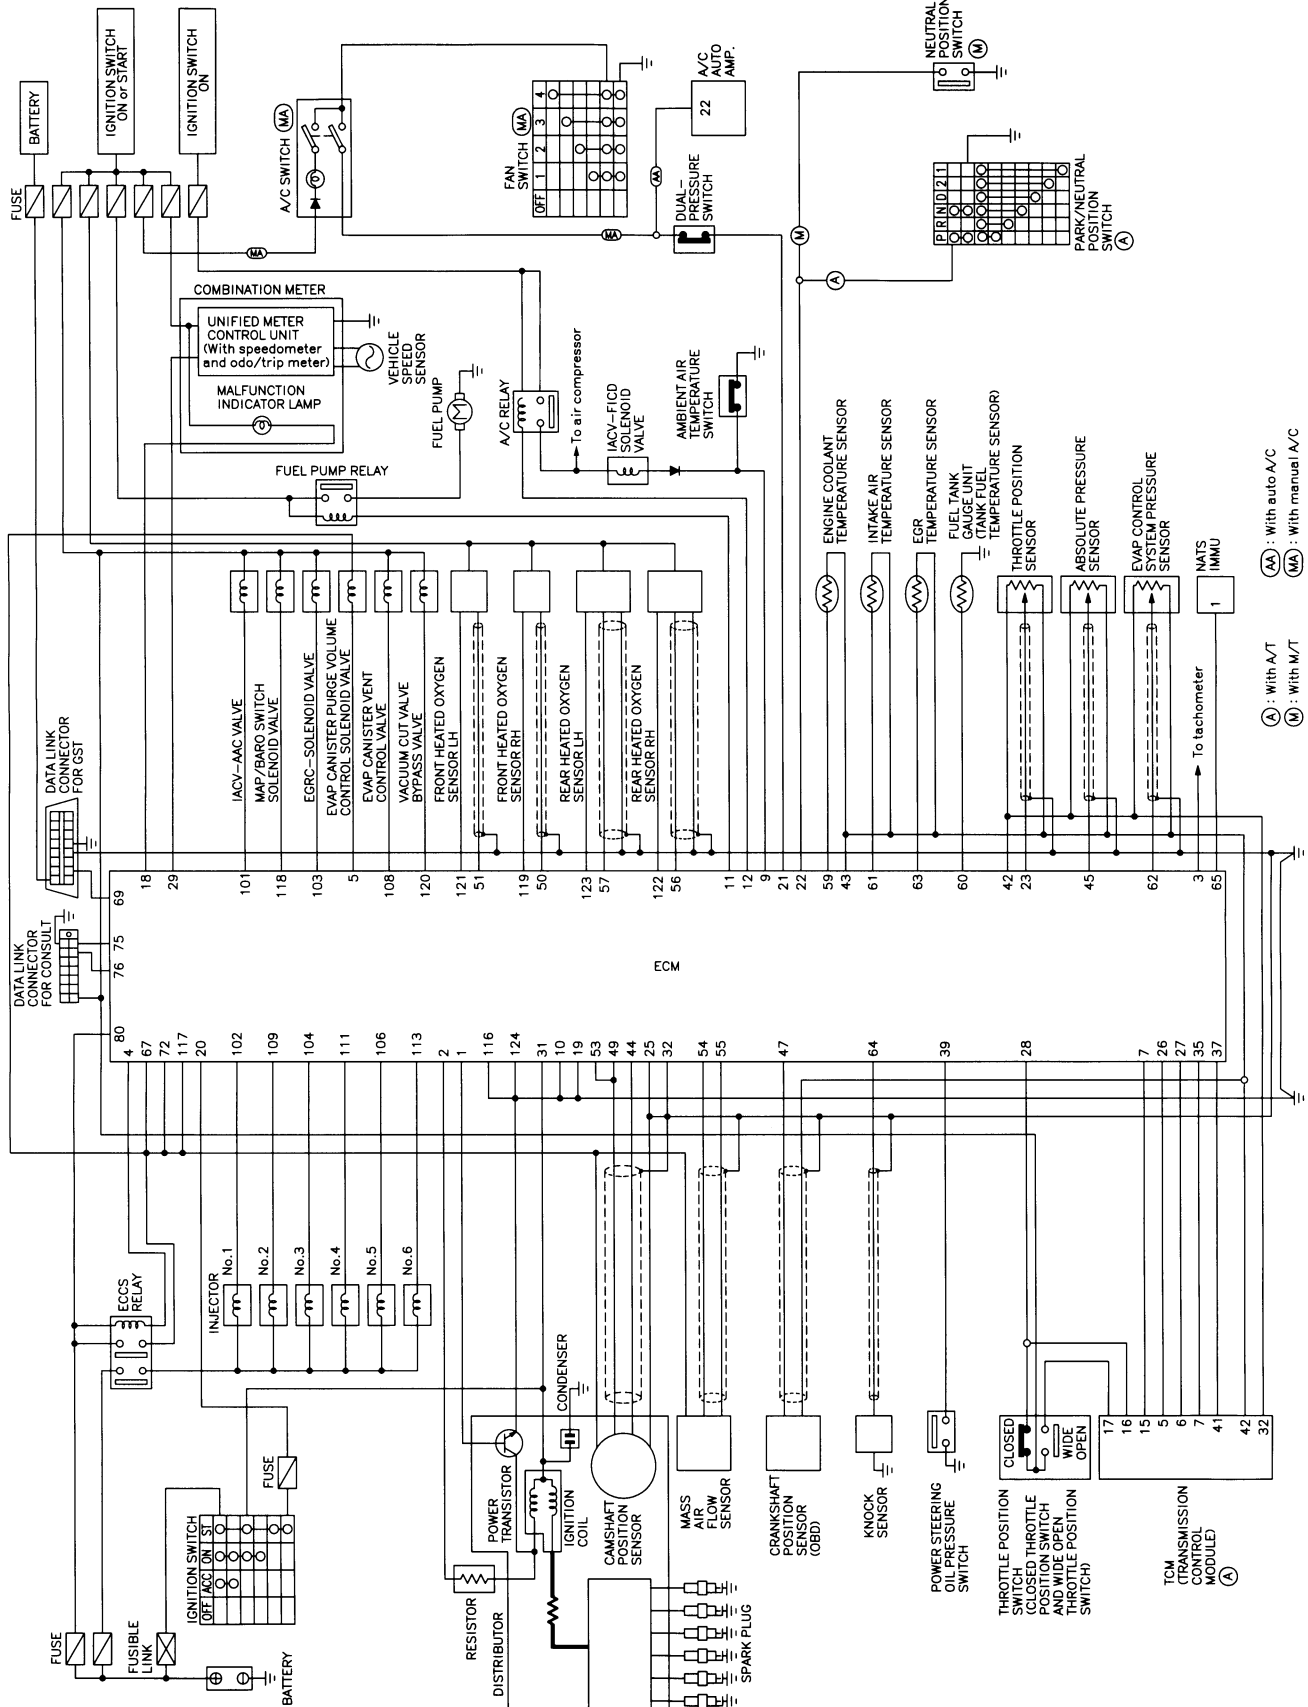 BATTERY
IGNITION SWITCH
ON or START
IGNITION SWITCH
ON
FUSE
A/C SWITCH
MA
FAN
SWITCH
MA
OFF
1
2
3
4
A/C
AUTO
AMP.
22
NEUTRAL
POSITION
SWITCH
M
MA
MA
AA
DUAL-
PRESSURE
SWITCH
M
A
P R N D 2 1
PARK/NEUTRAL
POSITION
SWITCH
A
COMBINATION METER
UNIFIED METER
CONTROL UNIT
(With speedometer
and odo/trip meter)
MALFUNCTION
INDICATOR LAMP
VEHICLE
SPEED
SENSOR
FUEL PUMP RELAY
FUEL PUMP
M
A/C RELAY
To air compressor
IACV-FICD
SOLENOID
VALVE
AMBIENT AIR
TEMPERATURE
SWITCH
ENGINE COOLANT
TEMPERATURE SENSOR
INTAKE AIR
TEMPERATURE SENSOR
EGR
TEMPERATURE SENSOR
FUEL TANK
GAUGE UNIT
(TANK FUEL
TEMPERATURE SENSOR)
THROTTLE POSITION
SENSOR
ABSOLUTE PRESSURE
SENSOR
EVAP CONTROL
SYSTEM PRESSURE
SENSOR
NATS
IMMU
1
To tachometer
A : With A/T
M : With M/T
AA : With auto A/C
MA : With manual A/C
DATA LINK
CONNECTOR
FOR GST
IACV-AAC VALVE
MAP/BARO SWITCH
SOLENOID VALVE
EGRC-SOLENOID VALVE
EVAP CANISTER PURGE VOLUME
CONTROL SOLENOID VALVE
EVAP CANISTER VENT
CONTROL VALVE
VACUUM CUT VALVE
BYPASS VALVE
FRONT HEATED OXYGEN
SENSOR LH
FRONT HEATED OXYGEN
SENSOR RH
REAR HEATED OXYGEN
SENSOR LH
REAR HEATED OXYGEN
SENSOR RH
DATA LINK
CONNECTOR
FOR CONSULT
69
75
76
80
18
29
101
118
103
5
108
120
121
51
119
50
123
57
122
56
11
12
9
21
22
59
43
61
63
60
42
23
45
62
3
65
ECM
4
67
72
117
20
102
109
104
111
106
113
2
1
116
124
31
10
19
53
49
44
25
32
54
55
47
64
39
28
7
26
27
35
37
ECCS
RELAY
INJECTOR
No.1
No.2
No.3
No.4
No.5
No.6
FUSE
FUSIBLE
LINK
BATTERY
IGNITION SWITCH
OFF ACC ON ST
FUSE
POWER
TRANSISTOR
CONDENSER
IGNITION
COIL
RESISTOR
DISTRIBUTOR
SPARK PLUG
CAMSHAFT
POSITION
SENSOR
MASS
AIR
FLOW
SENSOR
CRANKSHAFT
POSITION
SENSOR
(OBD)
KNOCK
SENSOR
POWER STEERING
OIL PRESSURE
SWITCH
CLOSED
WIDE
OPEN
THROTTLE POSITION
SWITCH
(CLOSED THROTTLE
POSITION SWITCH
AND WIDE OPEN
THROTTLE POSITION
SWITCH)
17
16
15
5
6
7
41
42
32
TCM
(TRANSMISSION
CONTROL
MODULE)
A